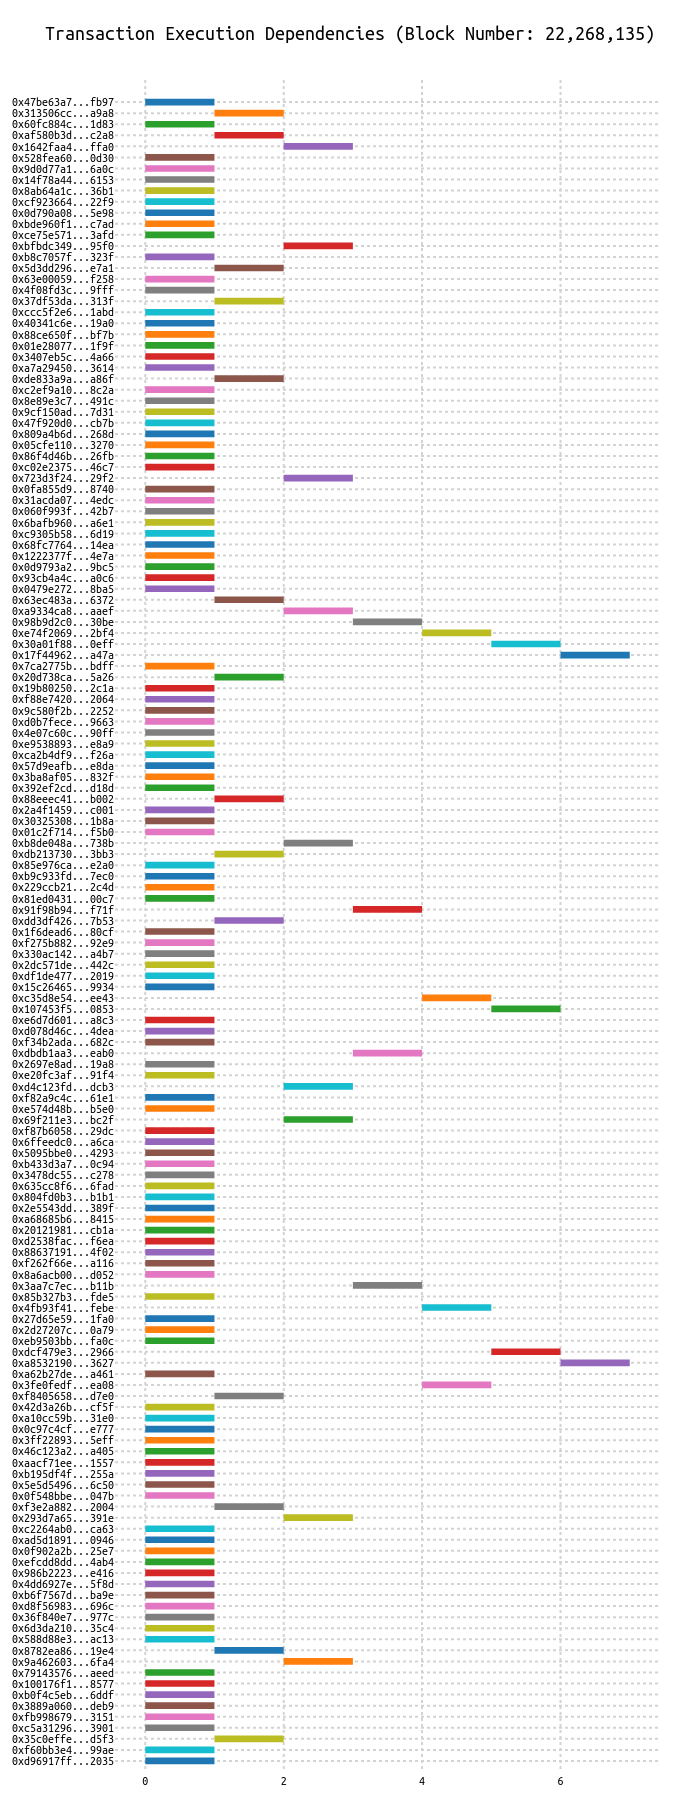 Transaction Execution Dependencies (Block Number: 22,268,135)
0x47be63a7...fb97
0x313506cc...a9a8
0x60fc884c...1d83
0xaf580b3d...c2a8
0x1642faa4...ffa0
0x528fea60...0d30
0x9d0d77a1...6a0c
0x14f78a44...6153
0x8ab64a1c...36b1
0xcf923664...22f9
0x0d790a08...5e98
0xbde960f1...c7ad
0xce75e571...3afd
0xbfbdc349...95f0
0xb8c7057f...323f
0x5d3dd296...e7a1
0x63e00059...f258
0x4f08fd3c...9fff
0x37df53da...313f
0xccc5f2e6...1abd
0x40341c6e...19a0
0x88ce650f...bf7b
0x01e28077...1f9f
0x3407eb5c...4a66
0xa7a29450...3614
0xde833a9a...a86f
0xc2ef9a10...8c2a
0x8e89e3c7...491c
0x9cf150ad...7d31
0x47f920d0...cb7b
0x809a4b6d...268d
0x05cfe110...3270
0x86f4d46b...26fb
0xc02e2375...46c7
0x723d3f24...29f2
0x0fa855d9...8740
0x31acda07...4edc
0x060f993f...42b7
0x6bafb960...a6e1
0xc9305b58...6d19
0x68fc7764...14ea
0x1222377f...4e7a
0x0d9793a2...9bc5
0x93cb4a4c...a0c6
0x0479e272...8ba5
0x63ec483a...6372
0xa9334ca8...aaef
0x98b9d2c0...30be
0xe74f2069...2bf4
0x30a01f88...0eff
0x17f44962...a47a
0x7ca2775b...bdff
0x20d738ca...5a26
0x19b80250...2c1a
0xf88e7420...2064
0x9c580f2b...2252
0xd0b7fece...9663
0x4e07c60c...90ff
0xe9538893...e8a9
0xca2b4df9...f26a
0x57d9eafb...e8da
0x3ba8af05...832f
0x392ef2cd...d18d
0x88eeec41...b002
0x2a4f1459...c001
0x30325308...1b8a
0x01c2f714...f5b0
0xb8de048a...738b
0xdb213730...3bb3
0x85e976ca...e2a0
0xb9c933fd...7ec0
0x229ccb21...2c4d
0x81ed0431...00c7
0x91f98b94...f71f
0xdd3df426...7b53
0x1f6dead6...80cf
0xf275b882...92e9
0x330ac142...a4b7
0x2dc571de...442c
0xdf1de477...2019
0x15c26465...9934
0xc35d8e54...ee43
0x107453f5...0853
0xe6d7d601...a8c3
0xd078d46c...4dea
0xf34b2ada...682c
0xdbdb1aa3...eab0
0x2697e8ad...19a8
0xe20fc3af...91f4
0xd4c123fd...dcb3
0xf82a9c4c...61e1
0xe574d48b...b5e0
0x69f211e3...bc2f
0xf87b6058...29dc
0x6ffeedc0...a6ca
0x5095bbe0...4293
0xb433d3a7...0c94
0x3478dc55...c278
0x635cc8f6...6fad
0x804fd0b3...b1b1
0x2e5543dd...389f
0xa68685b6...8415
0x20121981...cb1a
0xd2538fac...f6ea
0x88637191...4f02
0xf262f66e...a116
0x8a6acb00...d052
0x3aa7c7ec...b11b
0x85b327b3...fde5
0x4fb93f41...febe
0x27d65e59...1fa0
0x2d27207c...0a79
0xeb9503bb...fa0c
0xdcf479e3...2966
0xa8532190...3627
0xa62b27de...a461
0x3fe0fedf...ea08
0xf8405658...d7e0
0x42d3a26b...cf5f
0xa10cc59b...31e0
0x0c97c4cf...e777
0x3ff22893...5eff
0x46c123a2...a405
0xaacf71ee...1557
0xb195df4f...255a
0x5e5d5496...6c50
0x0f548bbe...047b
0xf3e2a882...2004
0x293d7a65...391e
0xc2264ab0...ca63
0xad5d1891...0946
0x0f902a2b...25e7
0xefcdd8dd...4ab4
0x986b2223...e416
0x4dd6927e...5f8d
0xb6f7567d...ba9e
0xd8f56983...696c
0x36f840e7...977c
0x6d3da210...35c4
0x588d88e3...ac13
0x8782ea86...19e4
0x9a462603...6fa4
0x79143576...aeed
0x100176f1...8577
0xb0f4c5eb...6ddf
0x3889a060...deb9
0xfb998679...3151
0xc5a31296...3901
0x35c0effe...d5f3
0xf60bb3e4...99ae
0xd96917ff...2035
0 2 4 6